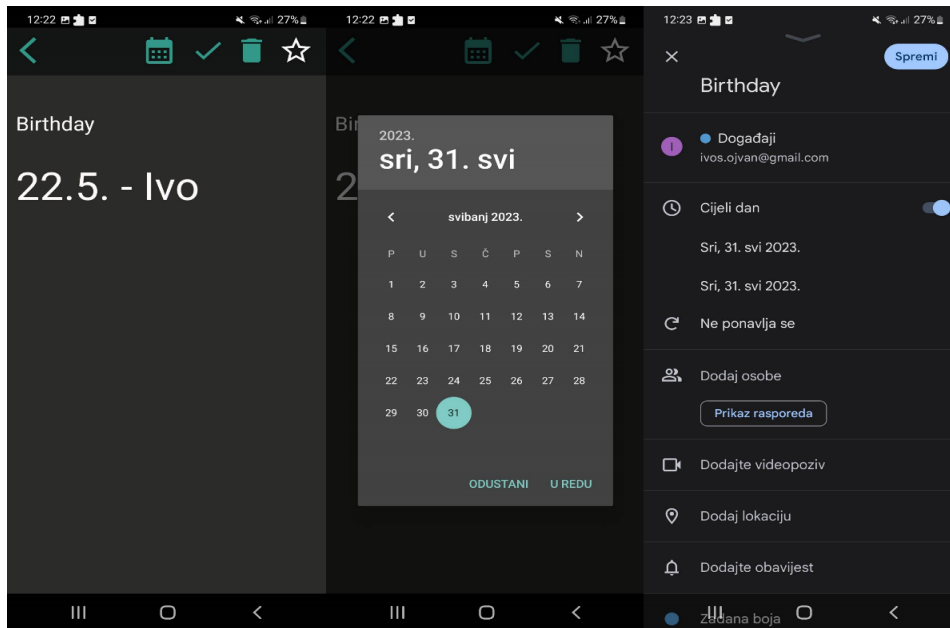 12:22
27%
Birthday
22.5. - Ivo
12:22
27%
Bir
2
2023.
sri, 31. svi
svibanj 2023.
P U S Č P S N
1 2 3 4 5 6 7
8 9 10 11 12 13 14
15 16 17 18 19 20 21
22 23 24 25 26 27 28
29 30 31
ODUSTANI U REDU
12:23
27%
Spremi
Birthday
I
Događaji
ivos.ojvan@gmail.com
Cijeli dan
Sri, 31. svi 2023.
Sri, 31. svi 2023.
Ne ponavlja se
Dodaj osobe
Prikaz rasporeda
Dodajte videopoziv
Dodaj lokaciju
Dodajte obavijest
Zadana boja